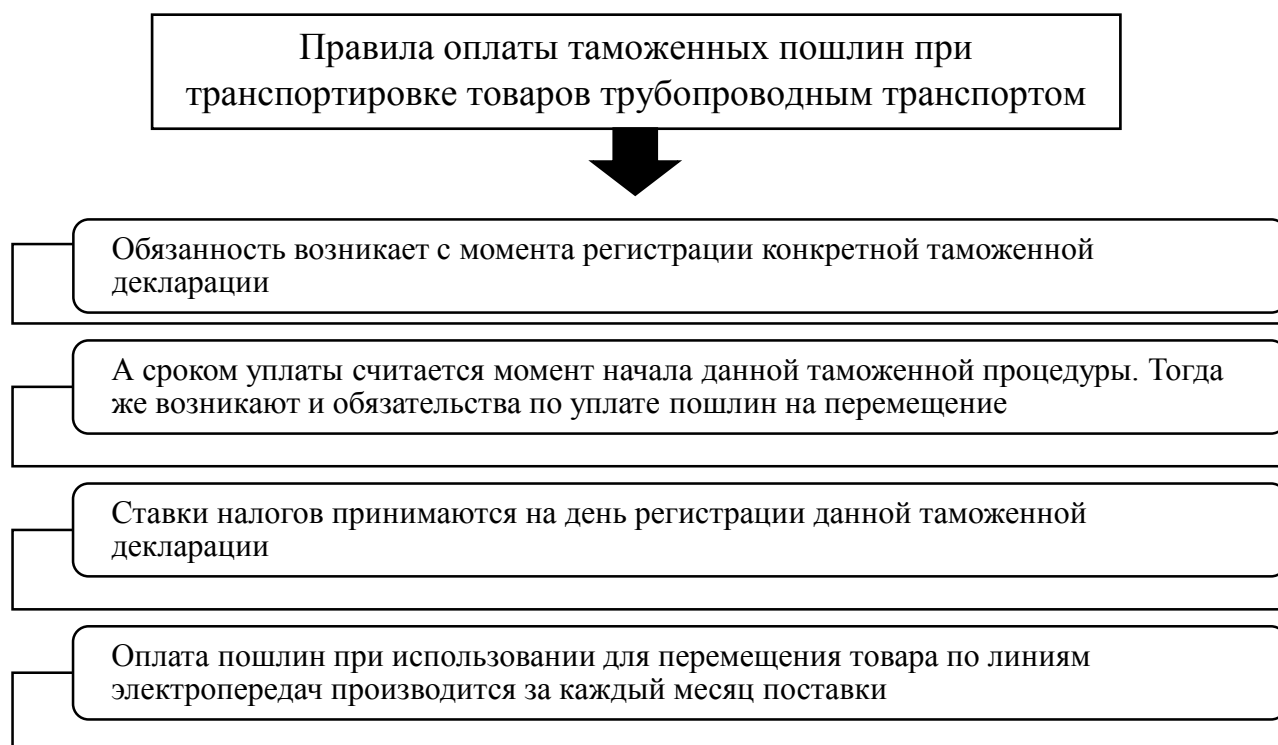 Правила оплаты таможенных пошлин при
транспортировке товаров трубопроводным транспортом
Обязанность возникает с момента регистрации конкретной таможенной
декларации
А сроком уплаты считается момент начала данной таможенной процедуры. Тогда
же возникают и обязательства по уплате пошлин на перемещение
Ставки налогов принимаются на день регистрации данной таможенной
декларации
Оплата пошлин при использовании для перемещения товара по линиям
электропередач производится за каждый месяц поставки